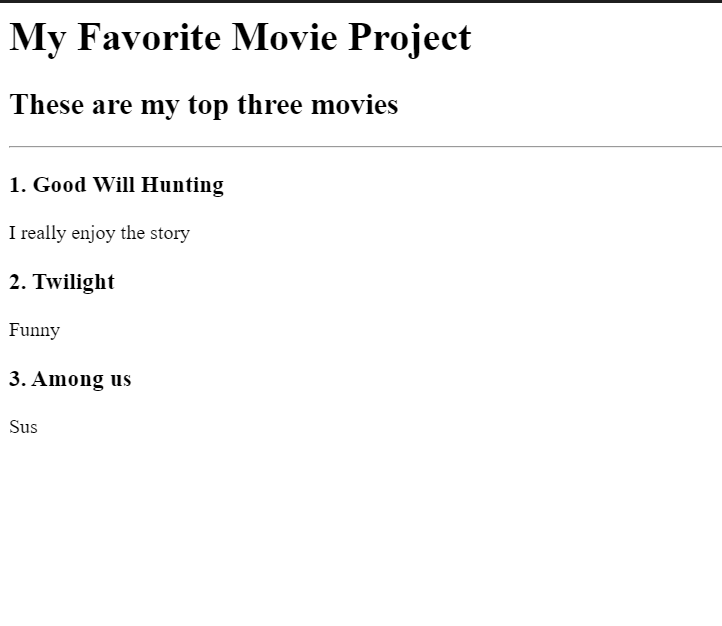 My Favorite Movie Project
These are my top three movies
1. Good Will Hunting
I really enjoy the story
2. Twilight
Funny
3. Among us
Sus